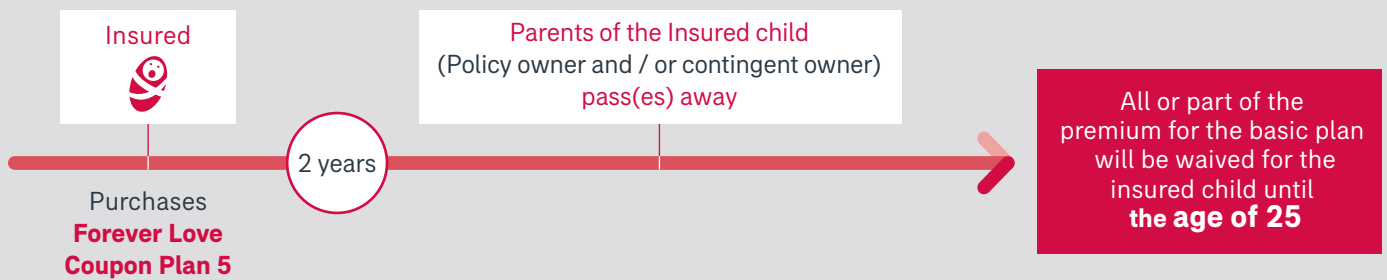 Insured
Purchases
Forever Love
Coupon Plan 5
2 years
Parents of the Insured child
(Policy owner and / or contingent owner)
pass(es) away
All or part of the
premium for the basic plan
will be waived for the
insured child until
the age of 25